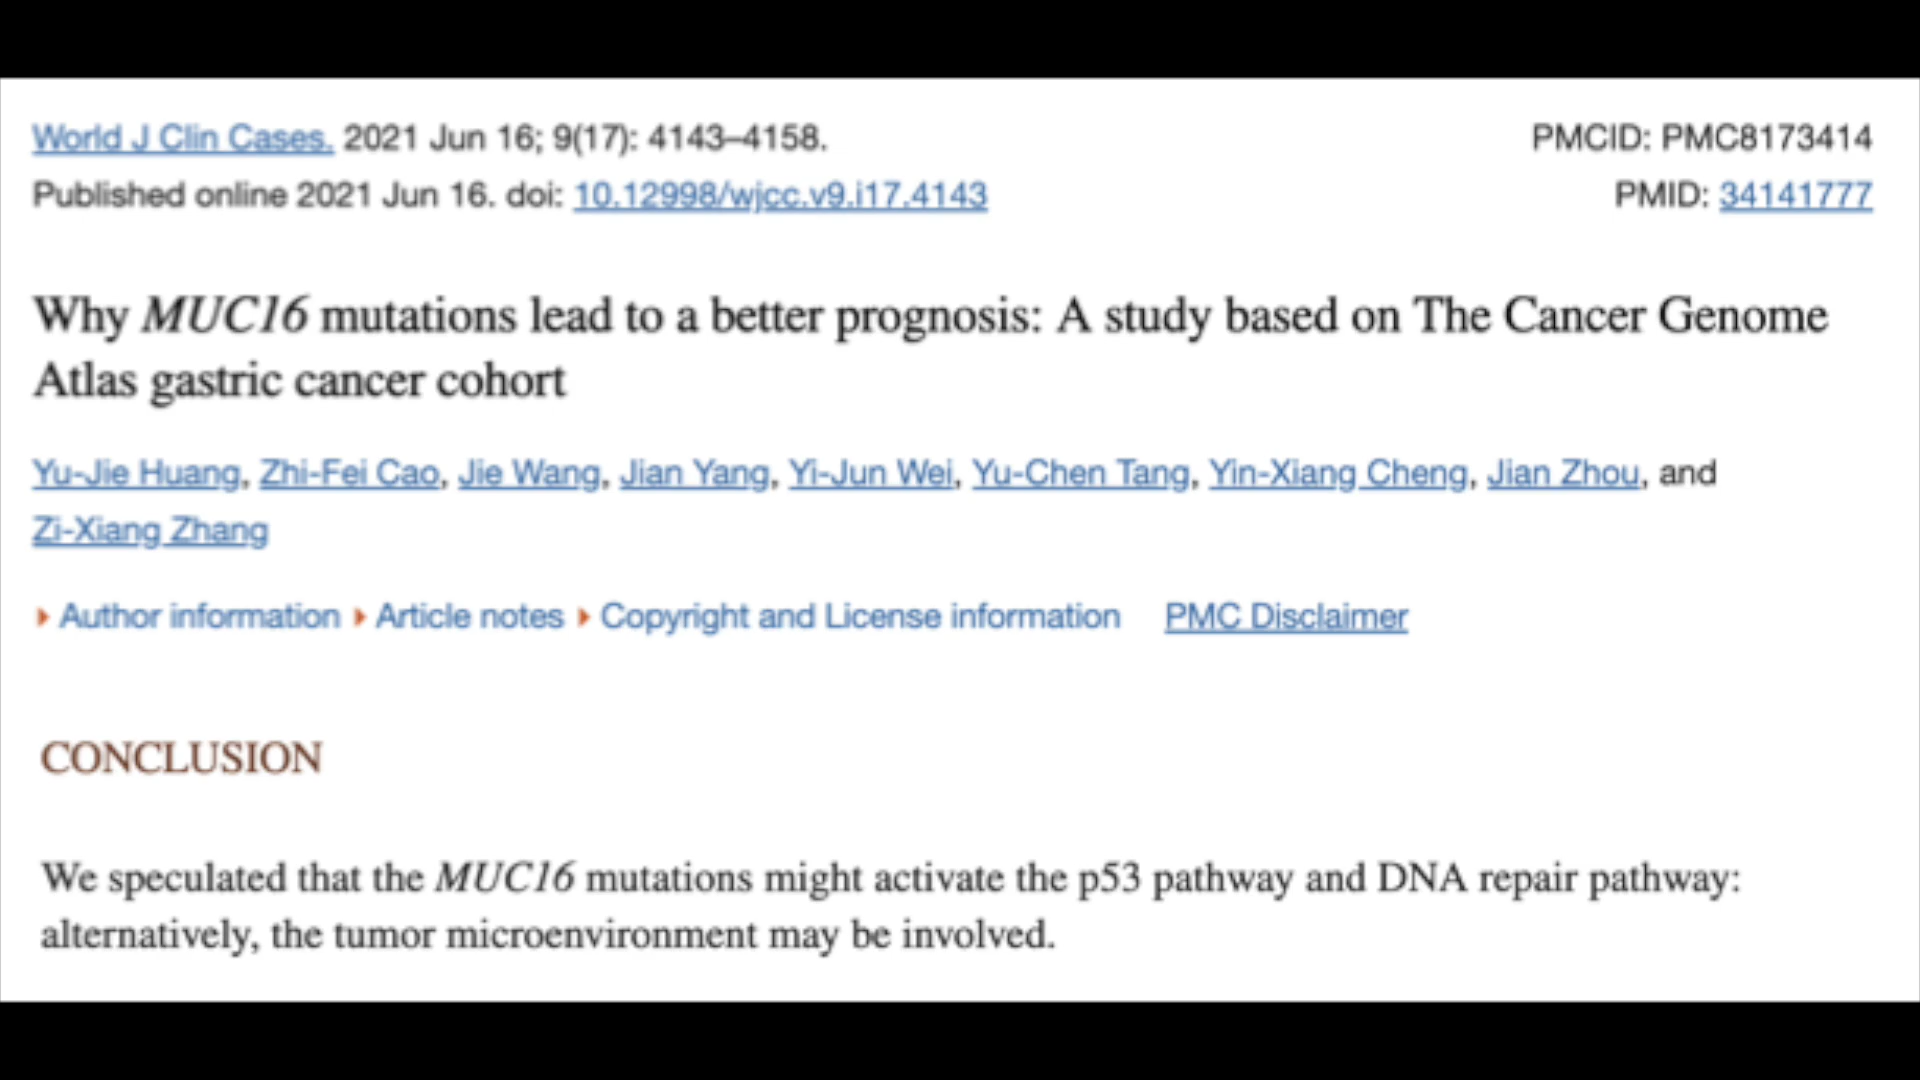 World J Clin Cases. 2021 Jun 16; 9(17): 4143–4158. PMCID: PMC8173414
Published online 2021 Jun 16. doi: 10.12998/wjcc.v9.i17.4143 PMID: 34141777
Why MUC16 mutations lead to a better prognosis: A study based on The Cancer Genome
Atlas gastric cancer cohort
Yu-Jie Huang, Zhi-Fei Cao, Jie Wang, Jian Yang, Yi-Jun Wei, Yu-Chen Tang, Yin-Xiang Cheng, Jian Zhou, and
Zi-Xiang Zhang
Author information Article notes Copyright and License information PMC Disclaimer
CONCLUSION
We speculated that the MUC16 mutations might activate the p53 pathway and DNA repair pathway:
alternatively, the tumor microenvironment may be involved.